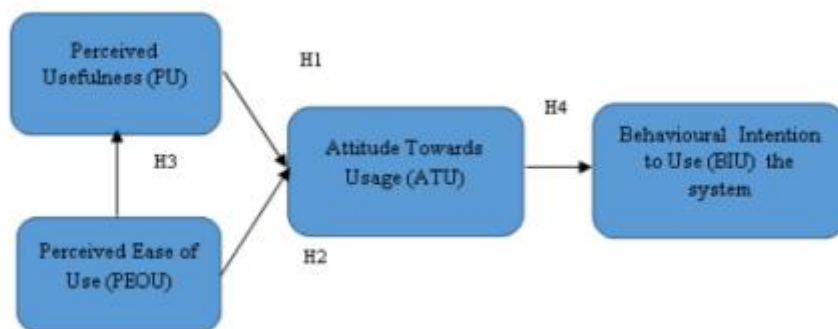 Perceived
Usefulness (PU)
H1
H4
Attitude Towards
Usage (ATU)
Behavioural Intention
to Use (BIU) the
system
H3
Perceived Ease of
Use (PEOU)
H2